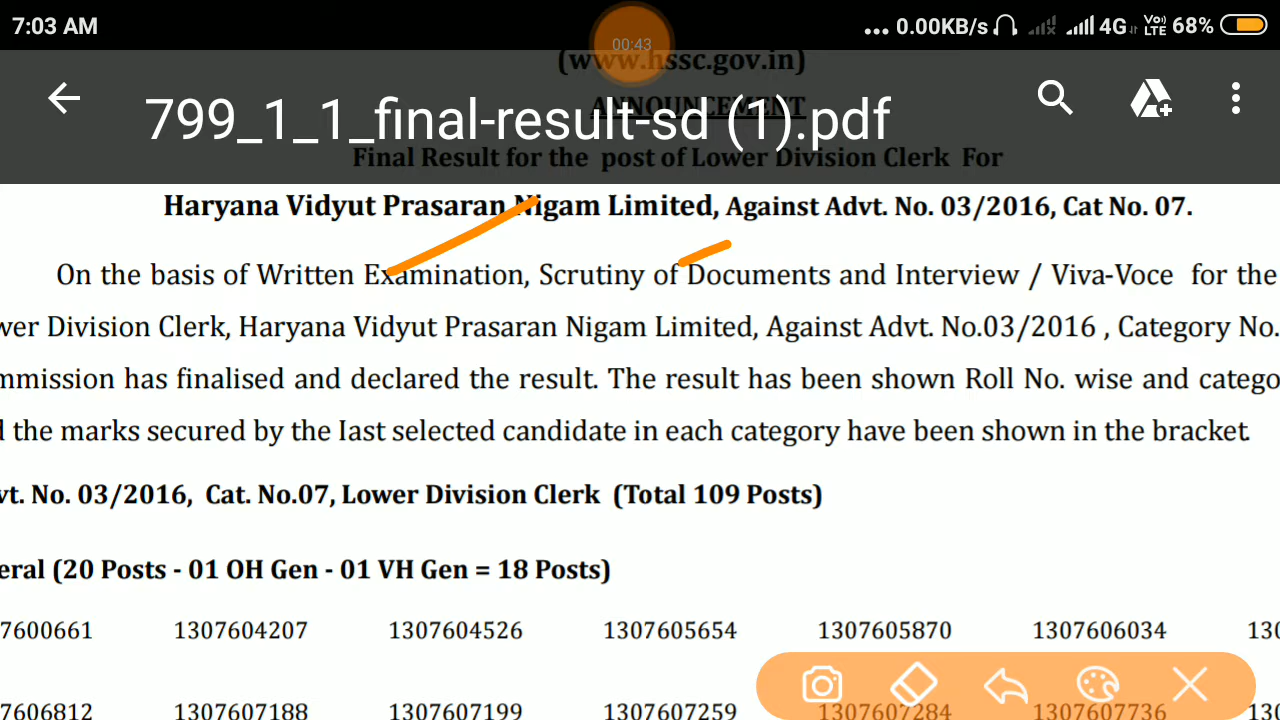 7:03 AM
00:43
... 0.00KB/s 4G VoLTE 68%
(www.hssc.gov.in)
799_1_1_final-result-sd (1).pdf
ANNOUNCEMENT
Final Result for the post of Lower Division Clerk For
Haryana Vidyut Prasaran Nigam Limited, Against Advt. No. 03/2016, Cat No. 07.
On the basis of Written Examination, Scrutiny of Documents and Interview / Viva-Voce for the
wer Division Clerk, Haryana Vidyut Prasaran Nigam Limited, Against Advt. No.03/2016 , Category No.
mmission has finalised and declared the result. The result has been shown Roll No. wise and catego
d the marks secured by the last selected candidate in each category have been shown in the bracket.
vt. No. 03/2016, Cat. No.07, Lower Division Clerk (Total 109 Posts)
eral (20 Posts - 01 OH Gen - 01 VH Gen = 18 Posts)
7600661 1307604207 1307604526 1307605654 1307605870 1307606034 130
7606812 1307607188 1307607199 1307607259 1307607284 1307607736 130